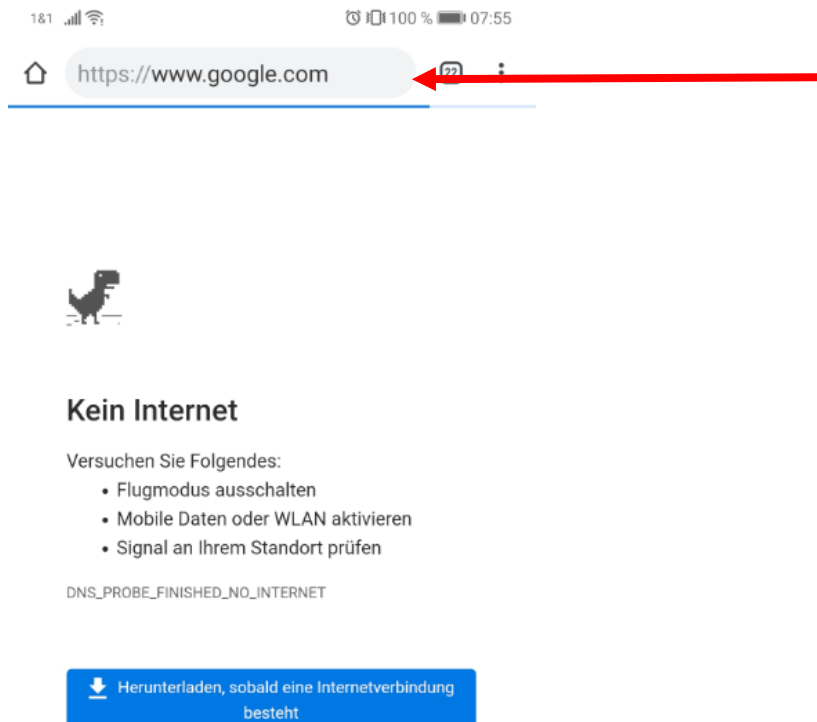 1&1 100 % 07:55
https://www.google.com 22
Kein Internet
Versuchen Sie Folgendes:
• Flugmodus ausschalten
• Mobile Daten oder WLAN aktivieren
• Signal an Ihrem Standort prüfen
DNS_PROBE_FINISHED_NO_INTERNET
Herunterladen, sobald eine Internetverbindung
besteht